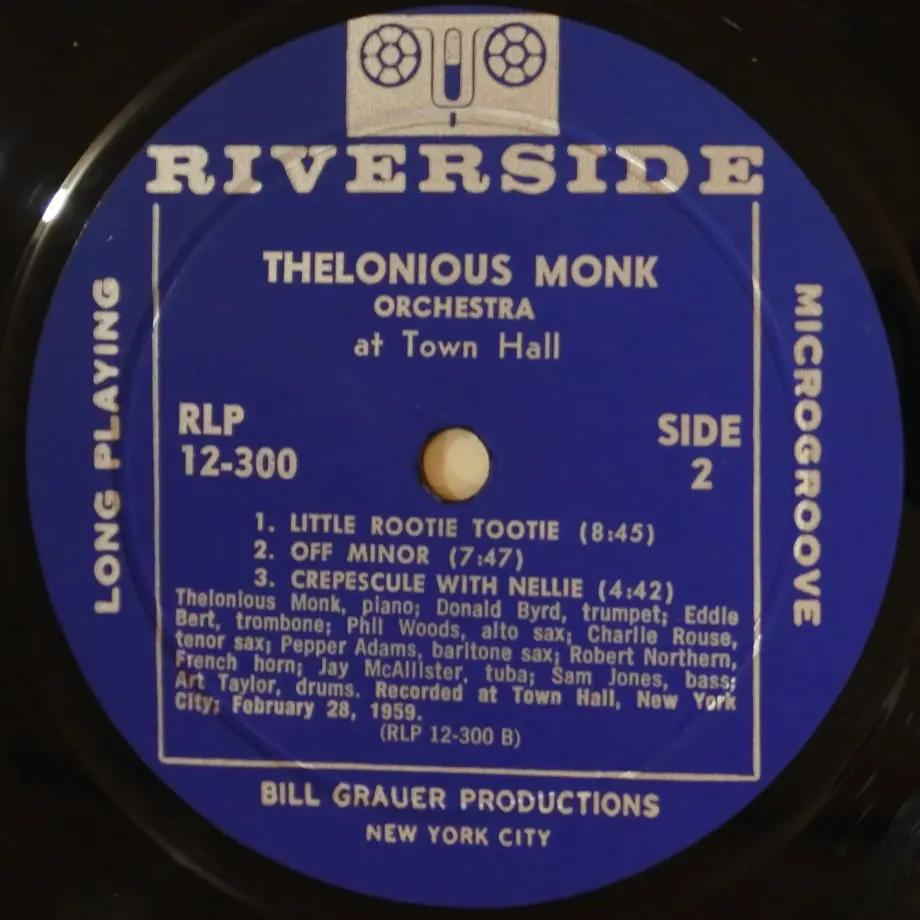 RIVERSIDE
THELONIOUS MONK
ORCHESTRA
at Town Hall
LONG PLAYING
MICROGROOVE
RLP
12-300
SIDE
2
1. LITTLE ROOTIE TOOTIE (8:45)
2. OFF MINOR (7:47)
3. CREPESCULE WITH NELLIE (4:42)
Thelonious Monk, piano; Donald Byrd, trumpet; Eddie
Bert, trombone; Phil Woods, alto sax; Charlie Rouse,
tenor sax; Pepper Adams, baritone sax; Robert Northern,
French horn; Jay McAllister, tuba; Sam Jones, bass;
Art Taylor, drums. Recorded at Town Hall, New York
City; February 28, 1959.
(RLP 12-300 B)
BILL GRAUER PRODUCTIONS
NEW YORK CITY